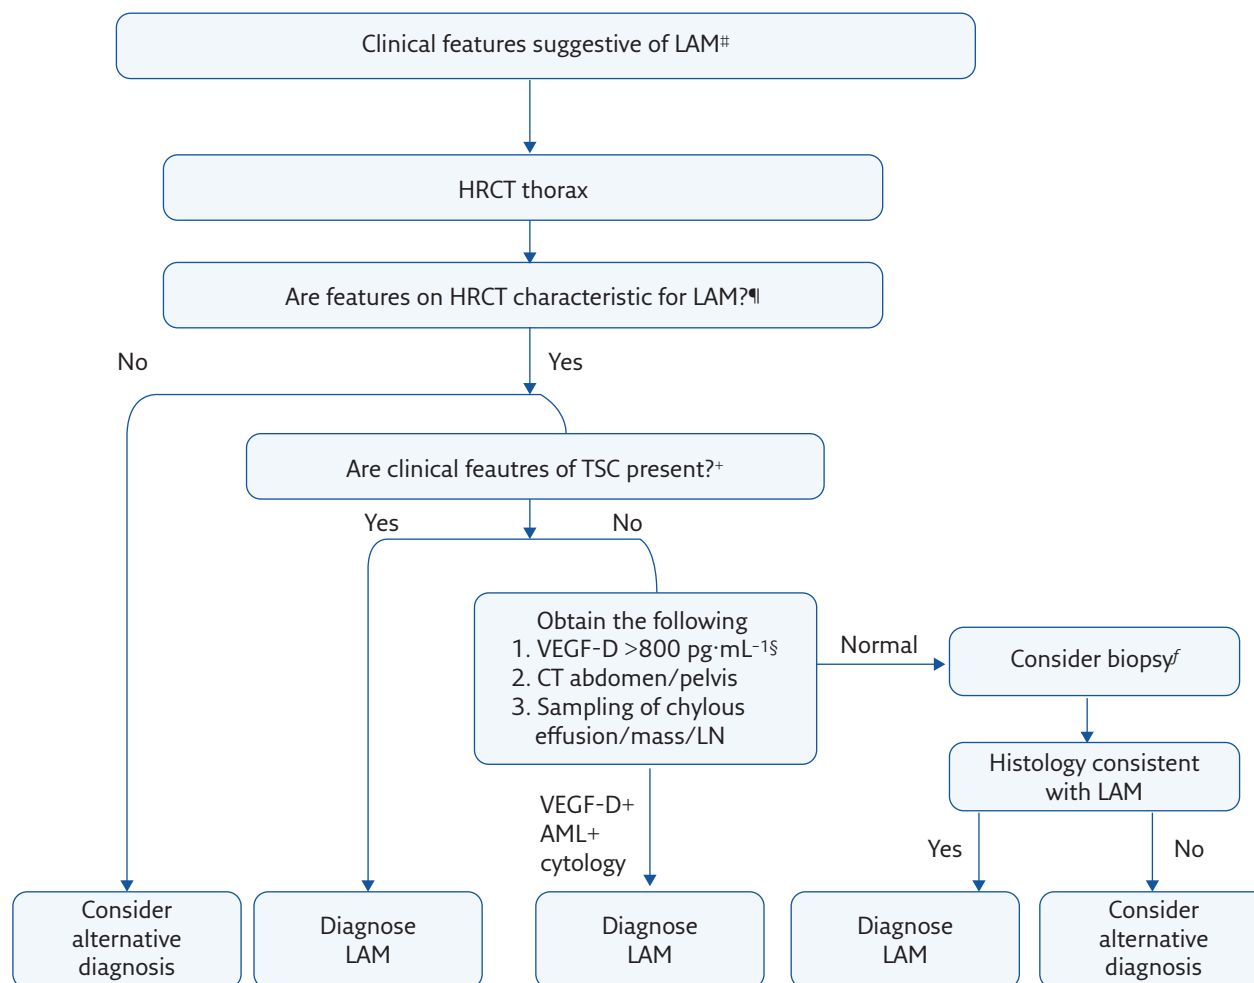 Clinical features suggestive of LAM‡
HRCT thorax
Are features on HRCT characteristic for LAM?¶
No
Yes
Are clinical feautres of TSC present?+
Yes
No
Obtain the following
1. VEGF-D >800 pg·mL−1§
2. CT abdomen/pelvis
3. Sampling of chylous
effusion/mass/LN
Normal
Consider biopsyƒ
Histology consistent
with LAM
VEGF-D+
AML+
cytology
Yes
No
Consider
alternative
diagnosis
Diagnose
LAM
Diagnose
LAM
Diagnose
LAM
Consider
alternative
diagnosis